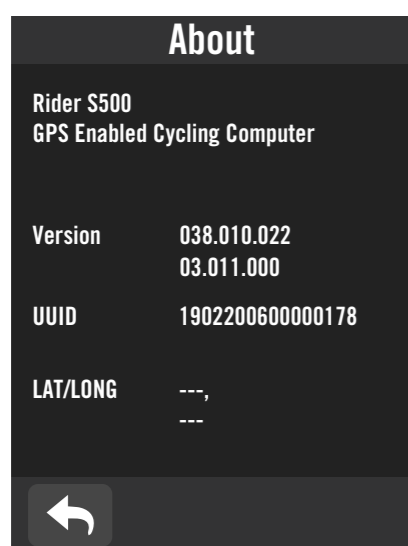 About
Rider S500
GPS Enabled Cycling Computer
Version 038.010.022
03.011.000
UUID 1902200600000178
LAT/LONG ---,
---